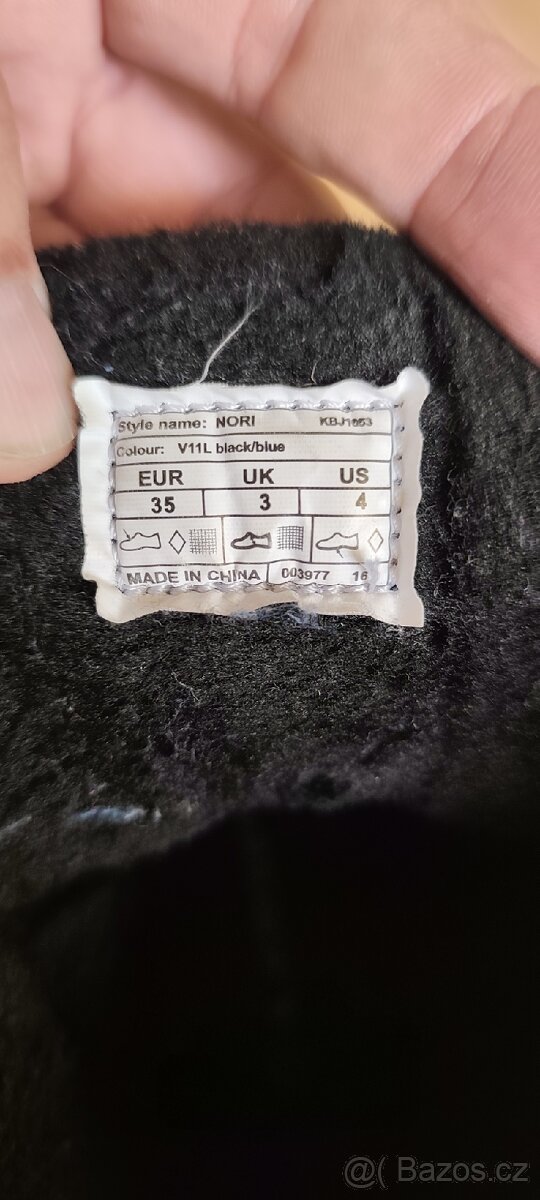 Style name: NORI KBJ1653
Colour: V11L black/blue
EUR UK US
35 3 4
MADE IN CHINA 003977 16
@( Bazos.cz